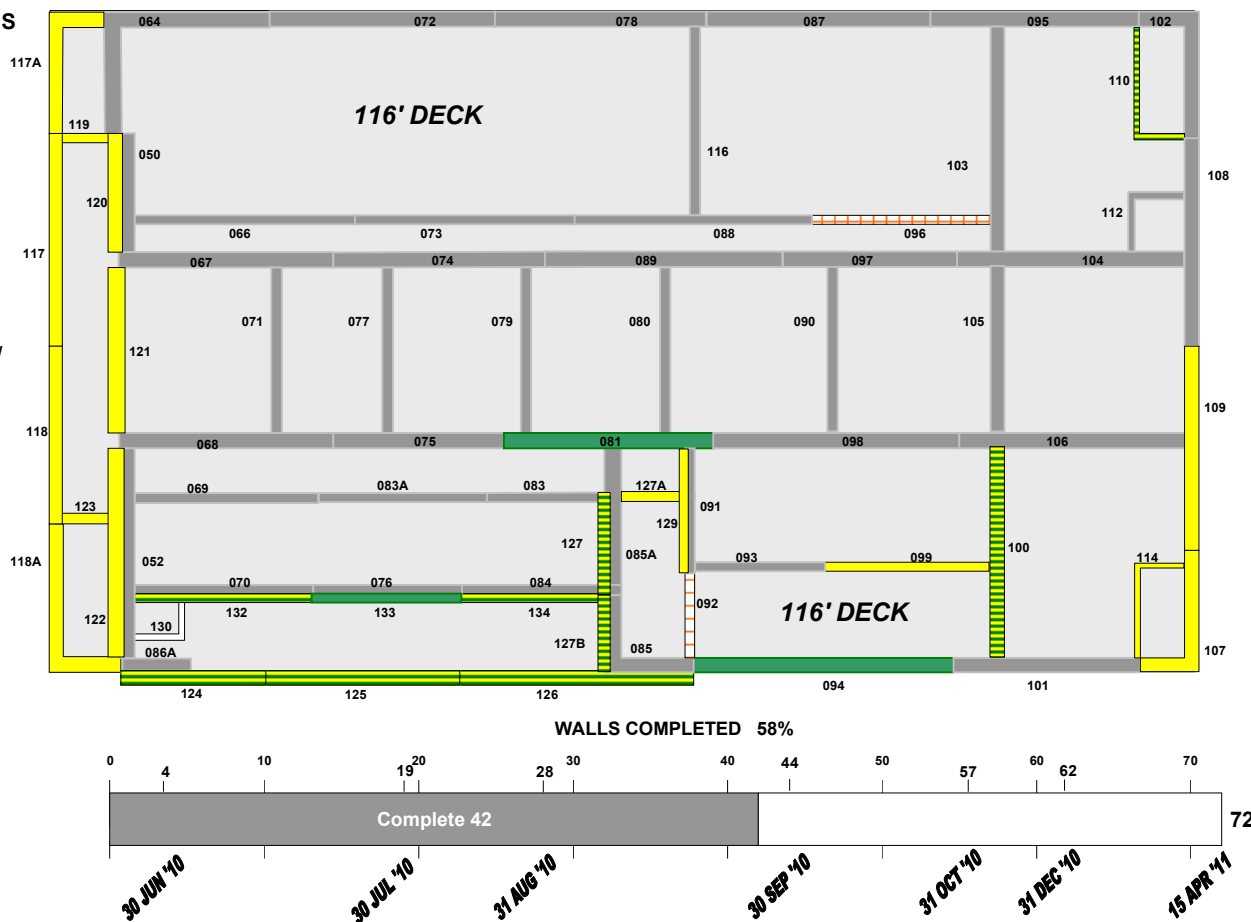 S
064 072 078 087 095 102
117A
110
116' DECK
119
050 116 103
108
120
112
066 073 088 096
117
067 074 089 097 104
071 077 079 080 090 105
121
109
118
068 075 081 098 106
069 083A 083 127A
123 129 091
118A 052 127 085A 093 099 100 114
070 076 084
132 133 134 092 116' DECK
122 130 127B 085 107
086A
124 125 126 094 101
WALLS COMPLETED 58%
0 10 20 30 40 50 60 70
4 19 28 44 57 62
Complete 42
72
30 JUN '10 30 JUL '10 31 AUG '10 30 SEP '10 31 OCT '10 31 DEC '10 15 APR '11